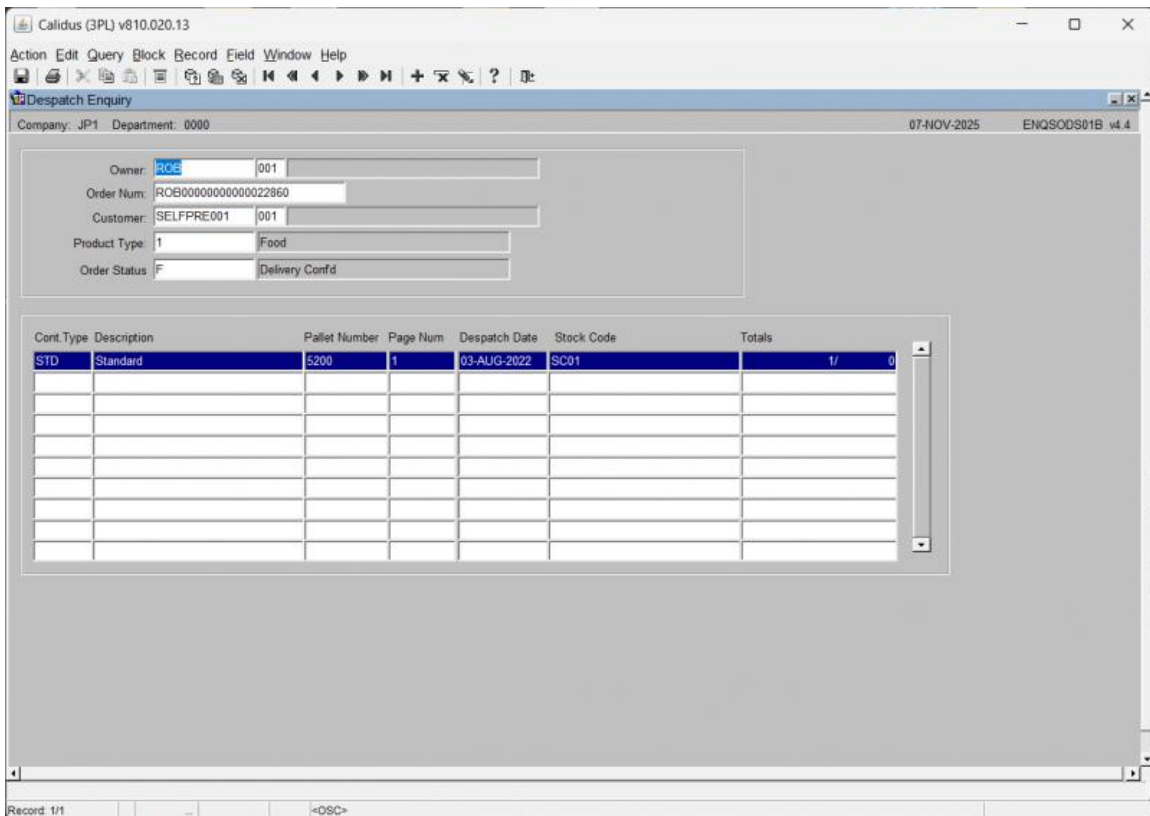 Calidus (3PL) v810.020.13
Action Edit Query Block Record Field Window Help
Despatch Enquiry
Company: JP1 Department: 0000 07-NOV-2025 ENQSODS01B v4.4
Owner: ROB 001
Order Num: ROB00000000000022860
Customer: SELFPRE001 001
Product Type: 1 Food
Order Status F Delivery Confd
Cont.Type Description Pallet Number Page Num Despatch Date Stock Code Totals
STD Standard 5200 1 03-AUG-2022 SC01 1/ 0
Record: 1/1 ... <OSC>